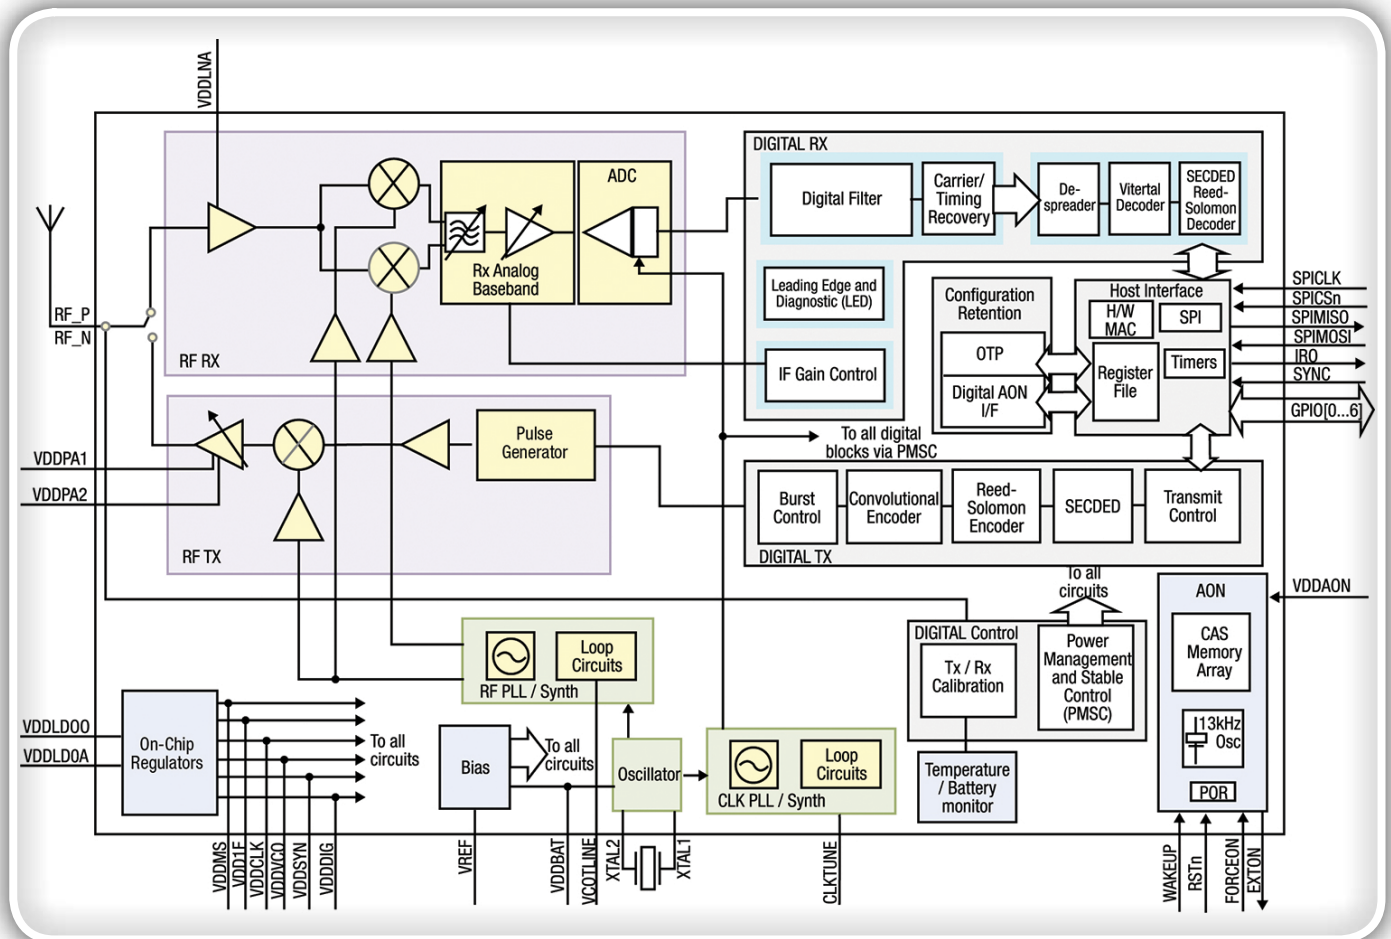 VDDLNA
DIGITAL RX
Digital Filter
Carrier/
Timing
Recovery
De-
spreader
Vitertal
Decoder
SECDED
Reed-
Solomon
Decoder
ADC
Rx Analog
Baseband
RF RX
RF_P
RF_N
Leading Edge and
Diagnostic (LED)
IF Gain Control
Configuration
Retention
OTP
Digital AON
I/F
Host Interface
H/W
MAC
SPI
Register
File
Timers
SPICLK
SPICSn
SPIMISO
SPIMOSI
IRO
SYNC
GPIO[0...6]
To all digital
blocks via PMSC
Pulse
Generator
VDDPA1
VDDPA2
RF TX
Burst
Control
Convolutional
Encoder
Reed-
Solomon
Encoder
SECDED
Transmit
Control
DIGITAL TX
To all
circuits
DIGITAL Control
Tx / Rx
Calibration
Power
Management
and Stable
Control
(PMSC)
Temperature
/ Battery
monitor
AON
VDDAON
CAS
Memory
Array
13kHz
Osc
POR
Loop
Circuits
RF PLL / Synth
VDDLDOO
VDDLDOA
On-Chip
Regulators
To all
circuits
Bias
To all
circuits
Oscillator
Loop
Circuits
CLK PLL / Synth
VDDMS
VDD1F
VDDCLK
VDDVCO
VDDSYN
VDDDIG
VREF
VDDBAT
VCOTLINE
XTAL2
XTAL1
CLKTUNE
WAKEUP
RSTn
FORCEON
EXTON